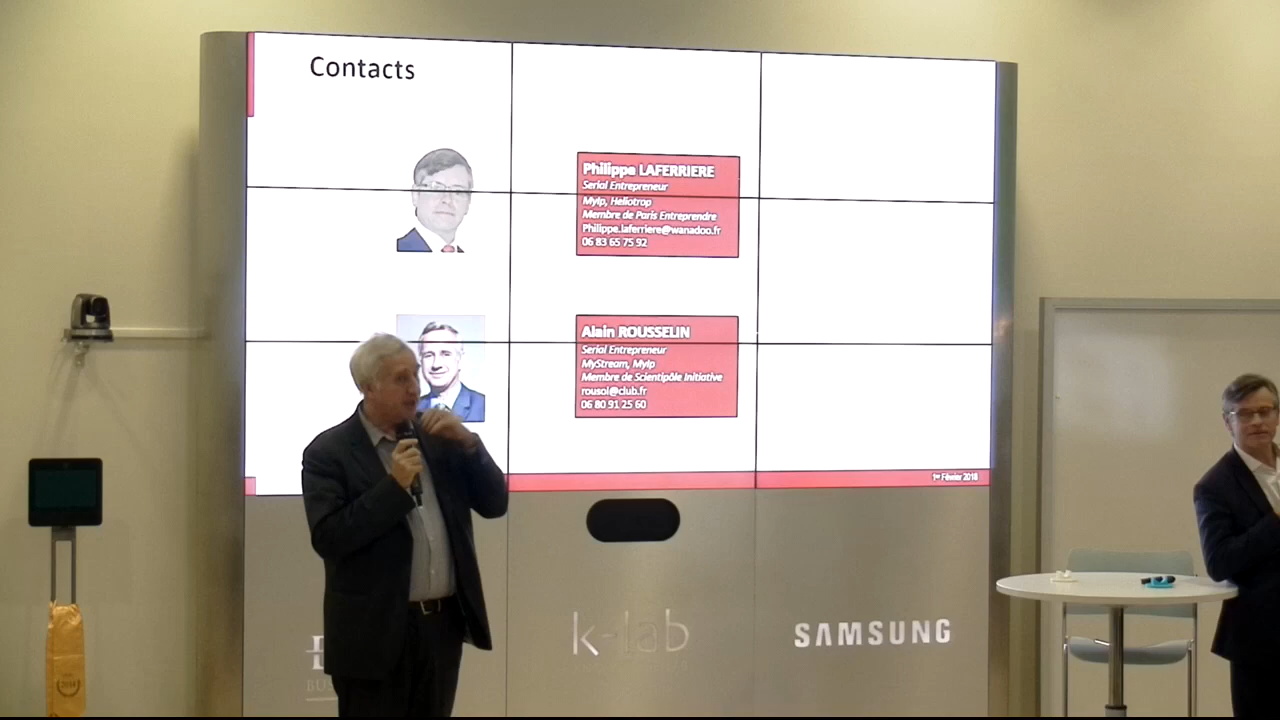 Contacts
Philippe LAFERRIERE
Serial Entrepreneur
MyIp, Heliotrop
Membre de Paris Entreprendre
Philippe.laferriere@wanadoo.fr
06 83 65 75 92
Alain ROUSSELIN
Serial Entrepreneur
MyStream, MyIp
Membre de Scientipôle Initiative
rousol@club.fr
06 80 91 25 60
1er Février 2018
k-lab
SAMSUNG